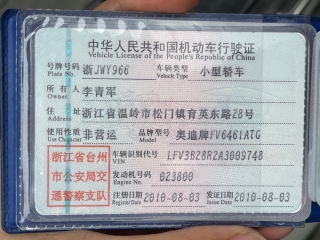 中华人民共和国机动车行驶证
Vehicle License of the People's Republic of China
号牌号码 浙JWY966 车辆类型 小型轿车
Plate No. Vehicle Type
所有人 李青军
Owner
住址 浙江省温岭市松门镇育英东路28号
Address
使用性质 非营运 品牌型号 奥迪牌FV6461ATG
Use Character Model
浙江省台州
市公安局交
通警察支队
车辆识别代号 LFV3B28R2A3009748
VIN
发动机号码 023800
Engine No.
注册日期 2010-08-03 发证日期 2010-08-03
Register Date Issue Date